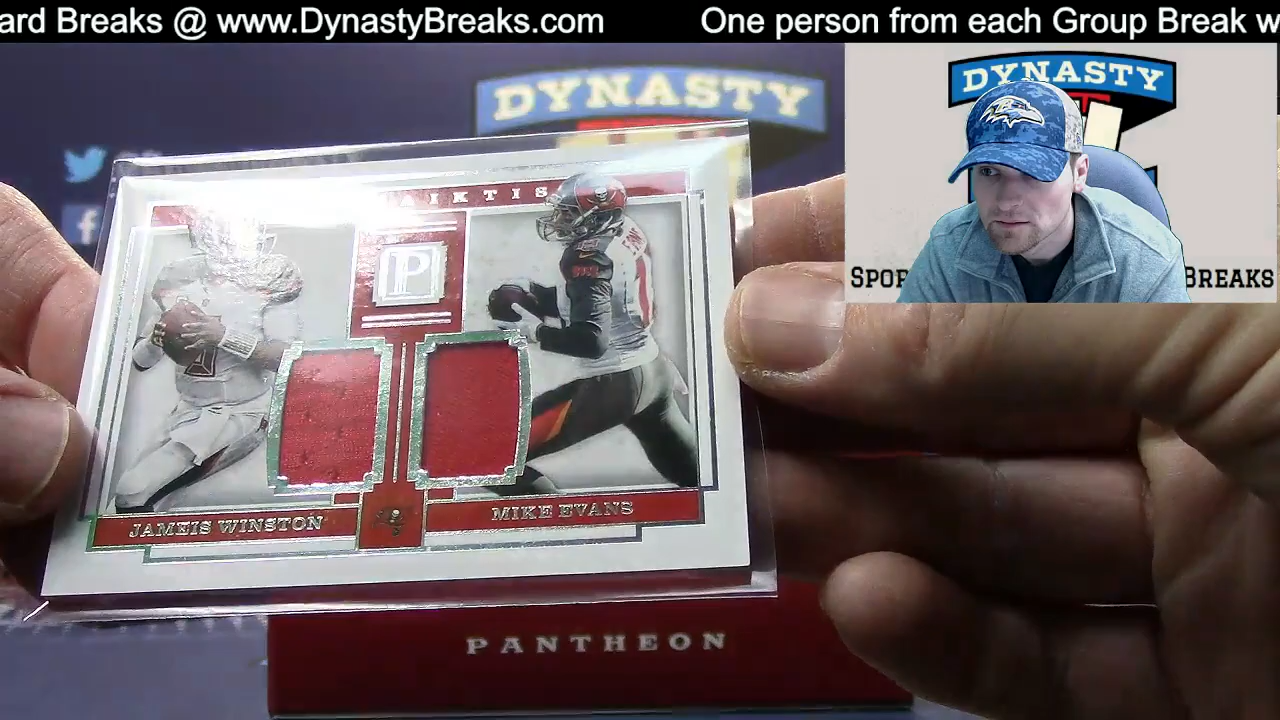 ard Breaks @ www.DynastyBreaks.com One person from each Group Break w
DYNASTY
DYNASTY
SPOR
BREAKS
AIKTIS
P
JAMEIS WINSTON
MIKE EVANS
PANTHEON